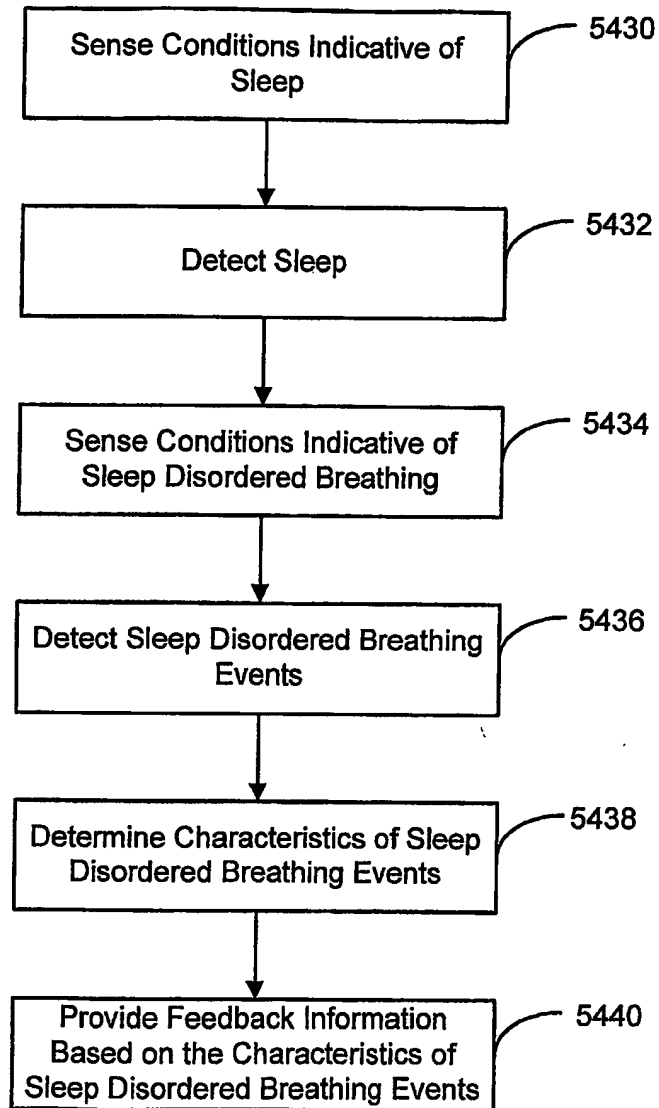 Sense Conditions Indicative of
Sleep
5430
Detect Sleep
5432
Sense Conditions Indicative of
Sleep Disordered Breathing
5434
Detect Sleep Disordered Breathing
Events
5436
Determine Characteristics of Sleep
Disordered Breathing Events
5438
Provide Feedback Information
Based on the Characteristics of
Sleep Disordered Breathing Events
5440